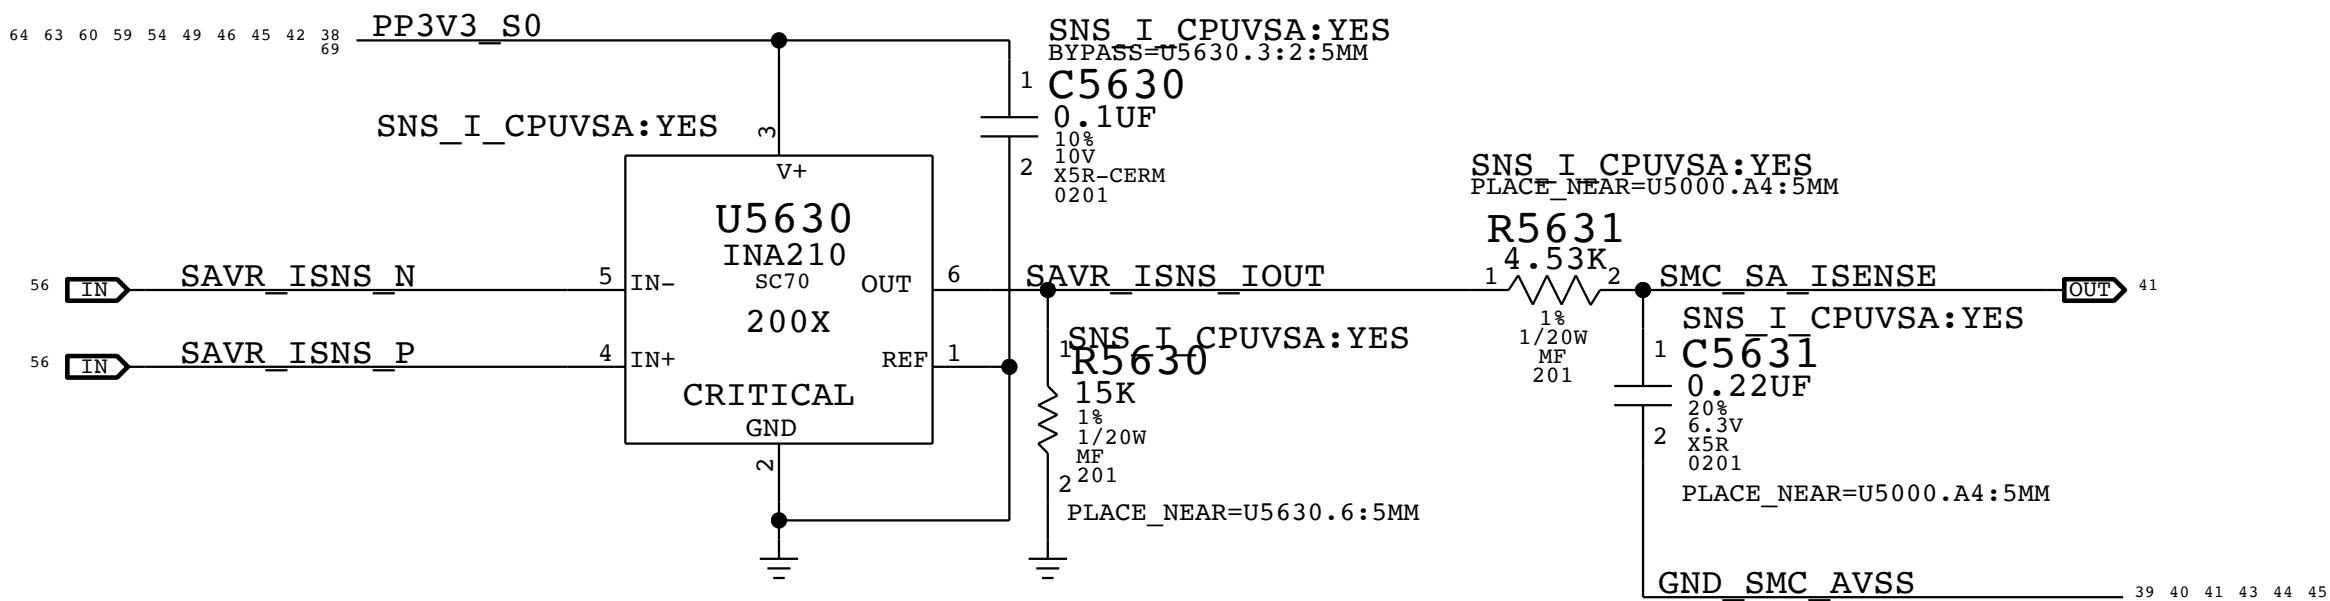 64 63 60 59 54 49 46 45 42 38
69
PP3V3_S0
SNS_I_CPUVSA:YES
BYPASS=U5630.3:2:5MM
1
C5630
0.1UF
10%
10V
2
X5R-CERM
0201
SNS_I_CPUVSA:YES
3
V+
U5630
INA210
SC70
200X
CRITICAL
GND
2
56 IN SAVR_ISNS_N 5 IN-
56 IN SAVR_ISNS_P 4 IN+
OUT 6 SAVR_ISNS_IOUT
REF 1
SNS_I_CPUVSA:YES
1
R5630
15K
1%
1/20W
MF
201
2
PLACE_NEAR=U5630.6:5MM
SNS_I_CPUVSA:YES
PLACE_NEAR=U5000.A4:5MM
R5631
4.53K
1 2
1%
1/20W
MF
201
SMC_SA_ISENSE OUT 41
SNS_I_CPUVSA:YES
1
C5631
0.22UF
20%
6.3V
2
X5R
0201
PLACE_NEAR=U5000.A4:5MM
GND_SMC_AVSS 39 40 41 43 44 45